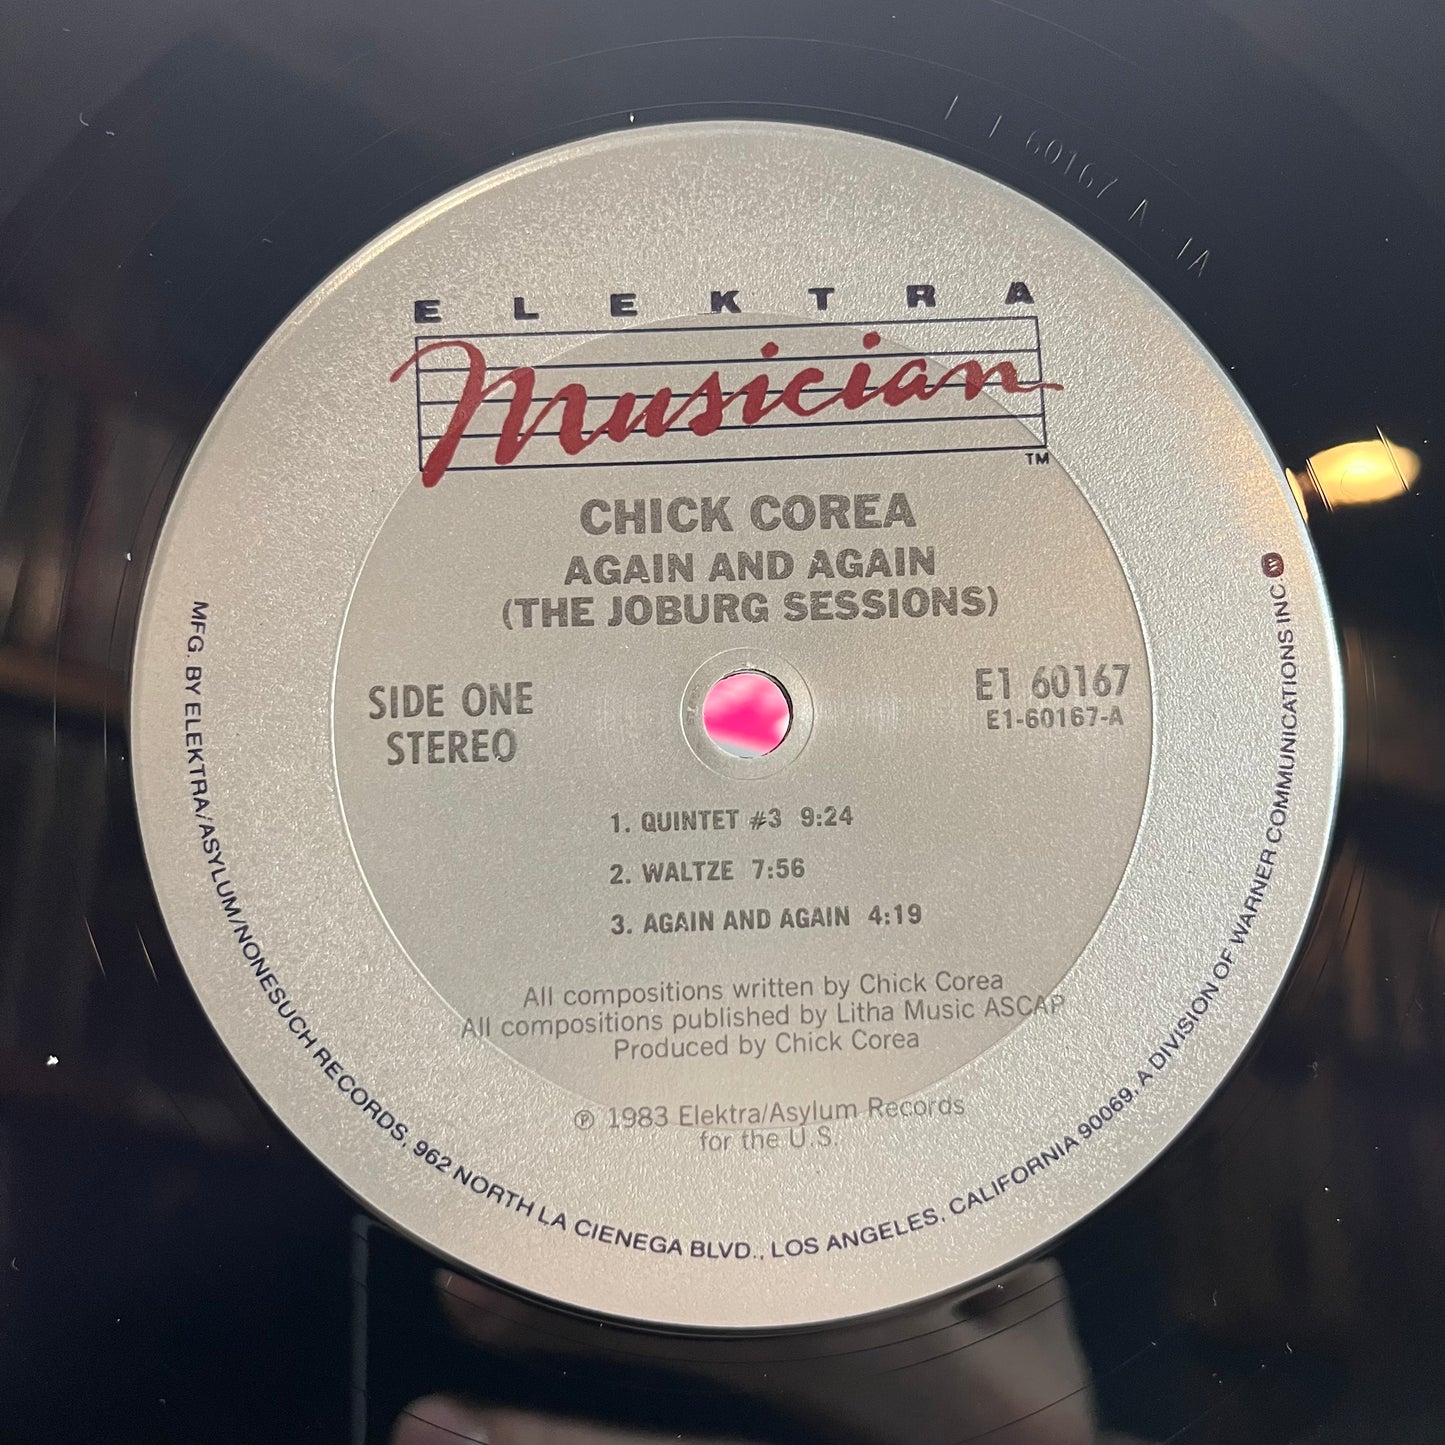 E1 60167 A 1A
ELEKTRA
Musician
TM
CHICK COREA
AGAIN AND AGAIN
(THE JOBURG SESSIONS)
SIDE ONE
STEREO
E1 60167
E1-60167-A
1. QUINTET #3 9:24
2. WALTZE 7:56
3. AGAIN AND AGAIN 4:19
All compositions written by Chick Corea
All compositions published by Litha Music ASCAP
Produced by Chick Corea
℗ 1983 Elektra/Asylum Records
for the U.S.
MFG. BY ELEKTRA/ASYLUM/NONESUCH RECORDS, 962 NORTH LA CIENEGA BLVD., LOS ANGELES, CALIFORNIA 90069, A DIVISION OF WARNER COMMUNICATIONS INC.